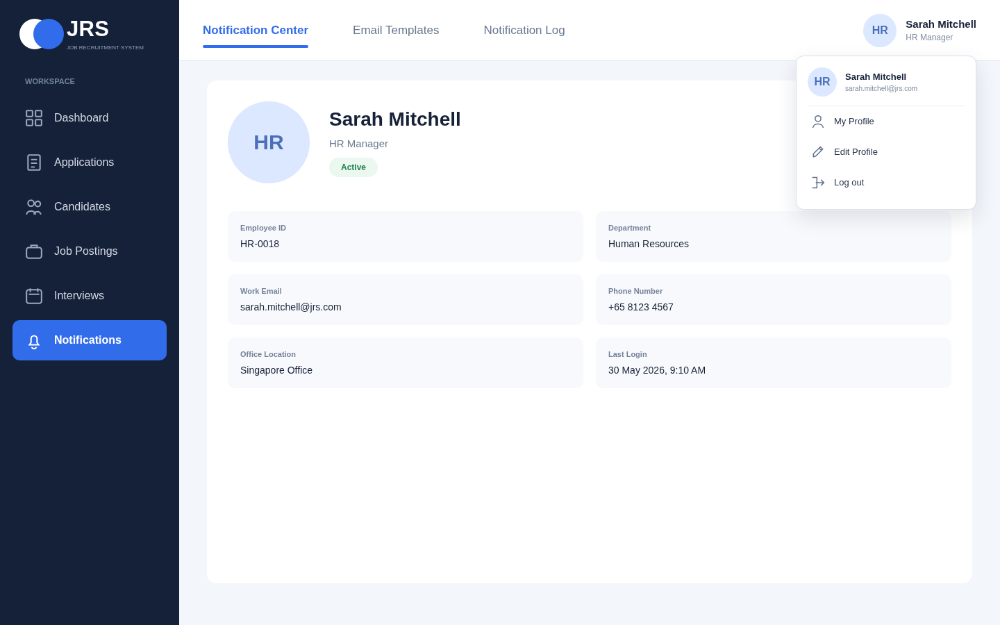 JRS
JOB RECRUITMENT SYSTEM
WORKSPACE
Dashboard
Applications
Candidates
Job Postings
Interviews
Notifications
Notification Center
Email Templates
Notification Log
HR
Sarah Mitchell
HR Manager
HR
Sarah Mitchell
sarah.mitchell@jrs.com
My Profile
Edit Profile
Log out
HR
Sarah Mitchell
HR Manager
Active
Employee ID
HR-0018
Department
Human Resources
Work Email
sarah.mitchell@jrs.com
Phone Number
+65 8123 4567
Office Location
Singapore Office
Last Login
30 May 2026, 9:10 AM